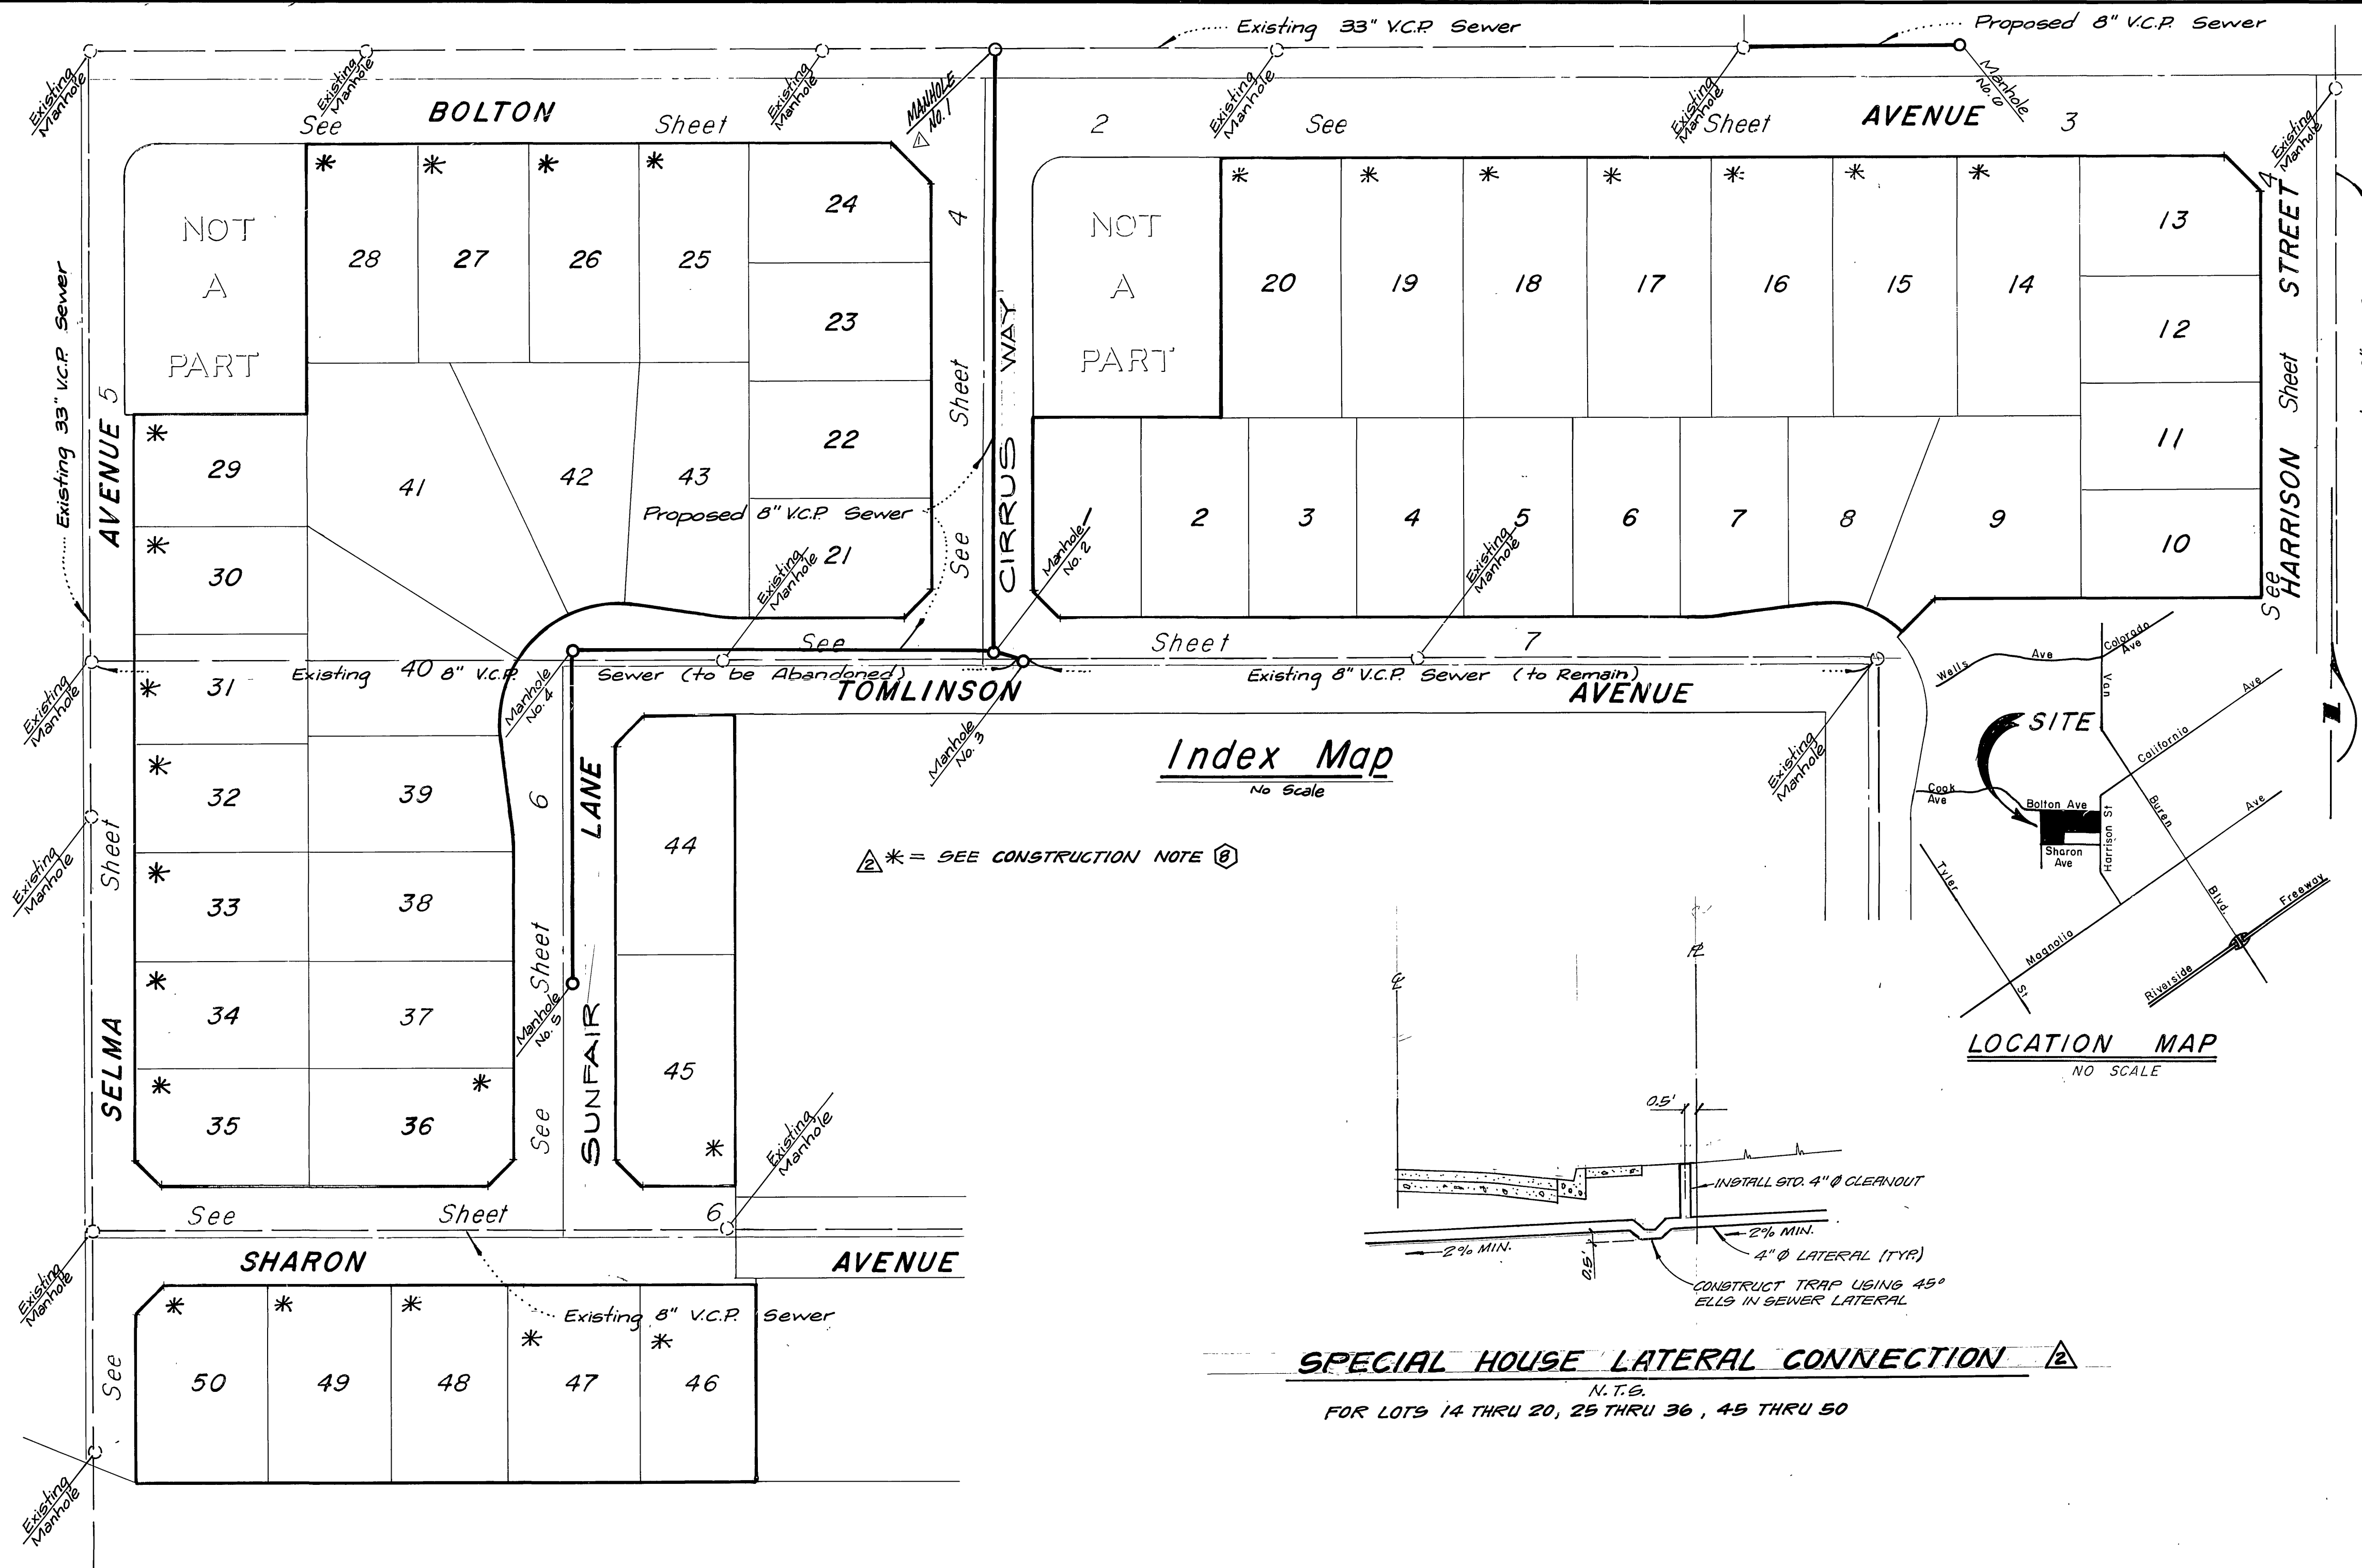 Existing 33" V.C.P. Sewer
Proposed 8" V.C.P. Sewer
Existing
Manhole
Existing
Manhole
Existing
Manhole
MANHOLE
No. 1
1
Existing
Manhole
Existing
Manhole
Manhole
No. 6
Existing
Manhole
BOLTON
AVENUE
See
Sheet
2
See
Sheet
3
NOT
A
PART
28
27
26
25
24
23
22
21
NOT
A
PART
20
19
18
17
16
15
14
13
12
11
10
See Sheet 4
CIRRUS WAY
See Sheet 4
HARRISON STREET
Existing 33" V.C.P. Sewer
SELMA AVENUE
See Sheet 5
29
30
31
32
33
34
35
41
42
43
40
39
38
37
36
Proposed 8" V.C.P. Sewer
1
2
3
4
5
6
7
8
9
Existing
Manhole
Manhole
No. 2
Existing
Manhole
See
Sheet
7
Existing 8" V.C.P. Sewer (to be Abandoned)
Existing 8" V.C.P. Sewer (to Remain)
TOMLINSON
AVENUE
Existing
Manhole
Manhole
No. 4
Manhole
No. 3
Existing
Manhole
Existing
Manhole
Index Map
No Scale
2 * = SEE CONSTRUCTION NOTE 8
See Sheet 6
SUNFAIR LANE
Manhole
No. 5
44
45
Existing
Manhole
See
Sheet
6
SHARON
AVENUE
Existing
Manhole
Existing 8" V.C.P. Sewer
50
49
48
47
46
Existing
Manhole
Wells Ave
Colorado
Ave
Van Buren Blvd.
SITE
California Ave
Cook
Ave
Bolton Ave
Harrison St
Sharon
Ave
Tyler St
Magnolia Ave
Riverside Freeway
LOCATION MAP
NO SCALE
1
℄
0.5'
INSTALL STD. 4" Ø CLEANOUT
2% MIN.
2% MIN.
0.5'
4" Ø LATERAL (TYP.)
CONSTRUCT TRAP USING 45°
ELLS IN SEWER LATERAL
SPECIAL HOUSE LATERAL CONNECTION 2
N.T.S.
FOR LOTS 14 THRU 20, 25 THRU 36, 45 THRU 50